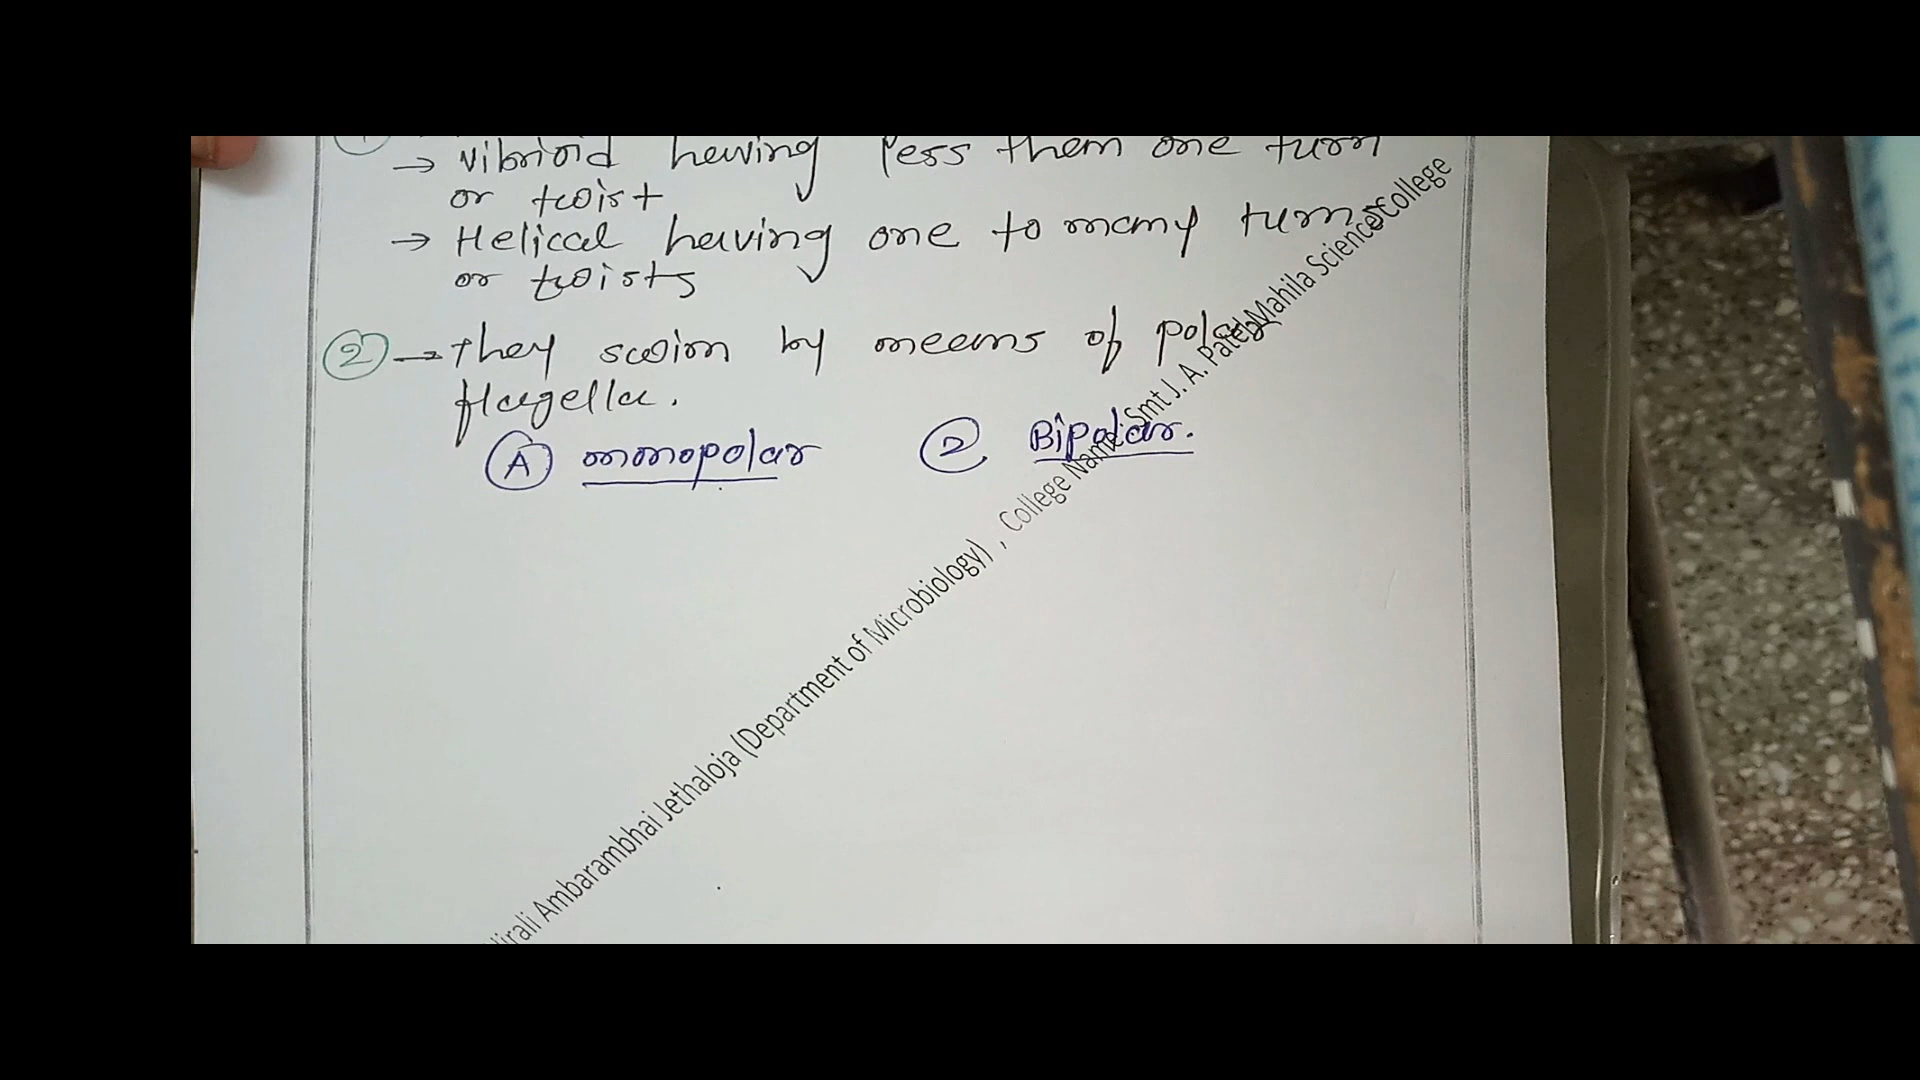 → vibrioid having less than one turn
or twist
→ Helical having one to many turns
or twists
② → They swim by means of polar
flagella.
Ⓐ monopolar ② Bipolar.
irali Ambarambhai Jethaloja (Department of Microbiology) , College Name: Smt J. A. Patel Mahila Science College